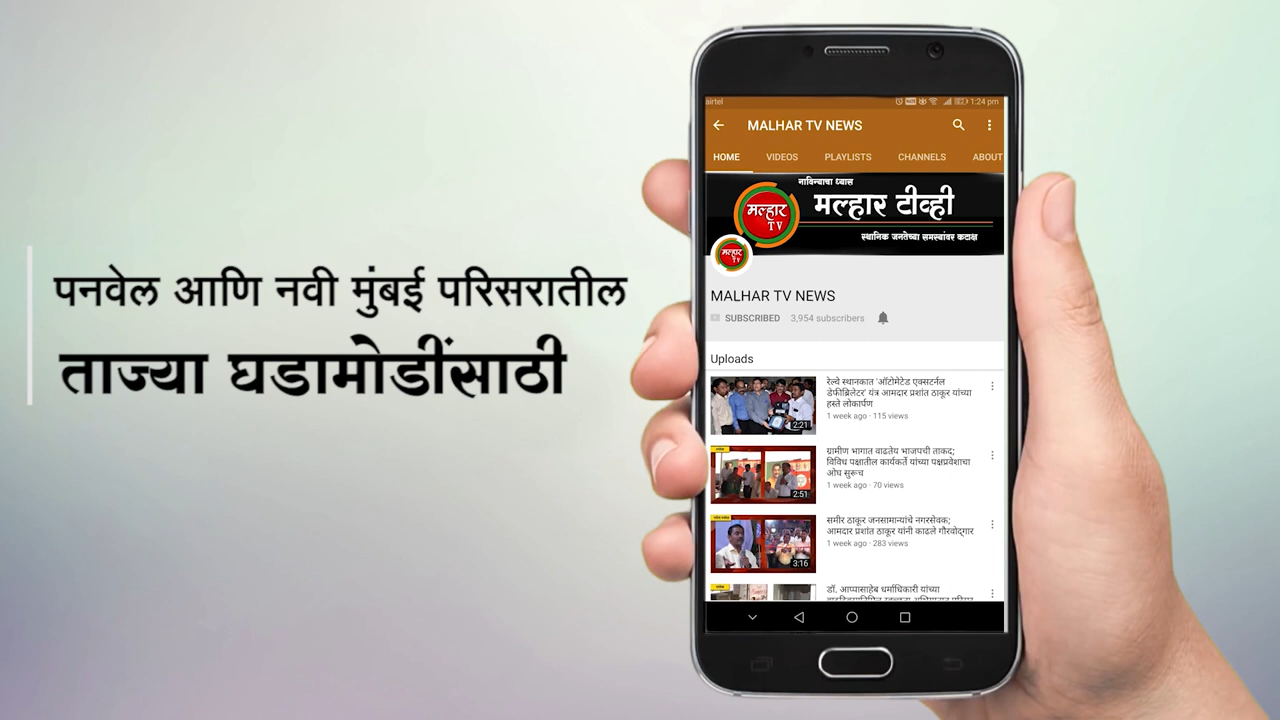 पनवेल आणि नवी मुंबई परिसरातील
ताज्या घडामोडींसाठी
airtel
1:24 pm
MALHAR TV NEWS
HOME VIDEOS PLAYLISTS CHANNELS ABOUT
नाविन्याचा ध्यास
मल्हार टीव्ही
मल्हार
TV
स्थानिक जनतेच्या समस्यांवर कटाक्ष
मल्हार
TV
MALHAR TV NEWS
SUBSCRIBED 3,954 subscribers
Uploads
रेल्वे स्थानकात 'ऑटोमेटेड एक्सटर्नल
डेफीब्रिलेटर' यंत्र आमदार प्रशांत ठाकूर यांच्या
हस्ते लोकार्पण
1 week ago · 115 views
2:21
ग्रामीण भागात वाढतेय भाजपची ताकद;
विविध पक्षातील कार्यकर्ते यांच्या पक्षप्रवेशाचा
ओघ सुरूच
1 week ago · 70 views
2:51
समीर ठाकूर जनसामान्यांचे नगरसेवक;
आमदार प्रशांत ठाकूर यांनी काढले गौरवोद्गार
1 week ago · 283 views
3:16
डॉ. आप्पासाहेब धर्माधिकारी यांच्या